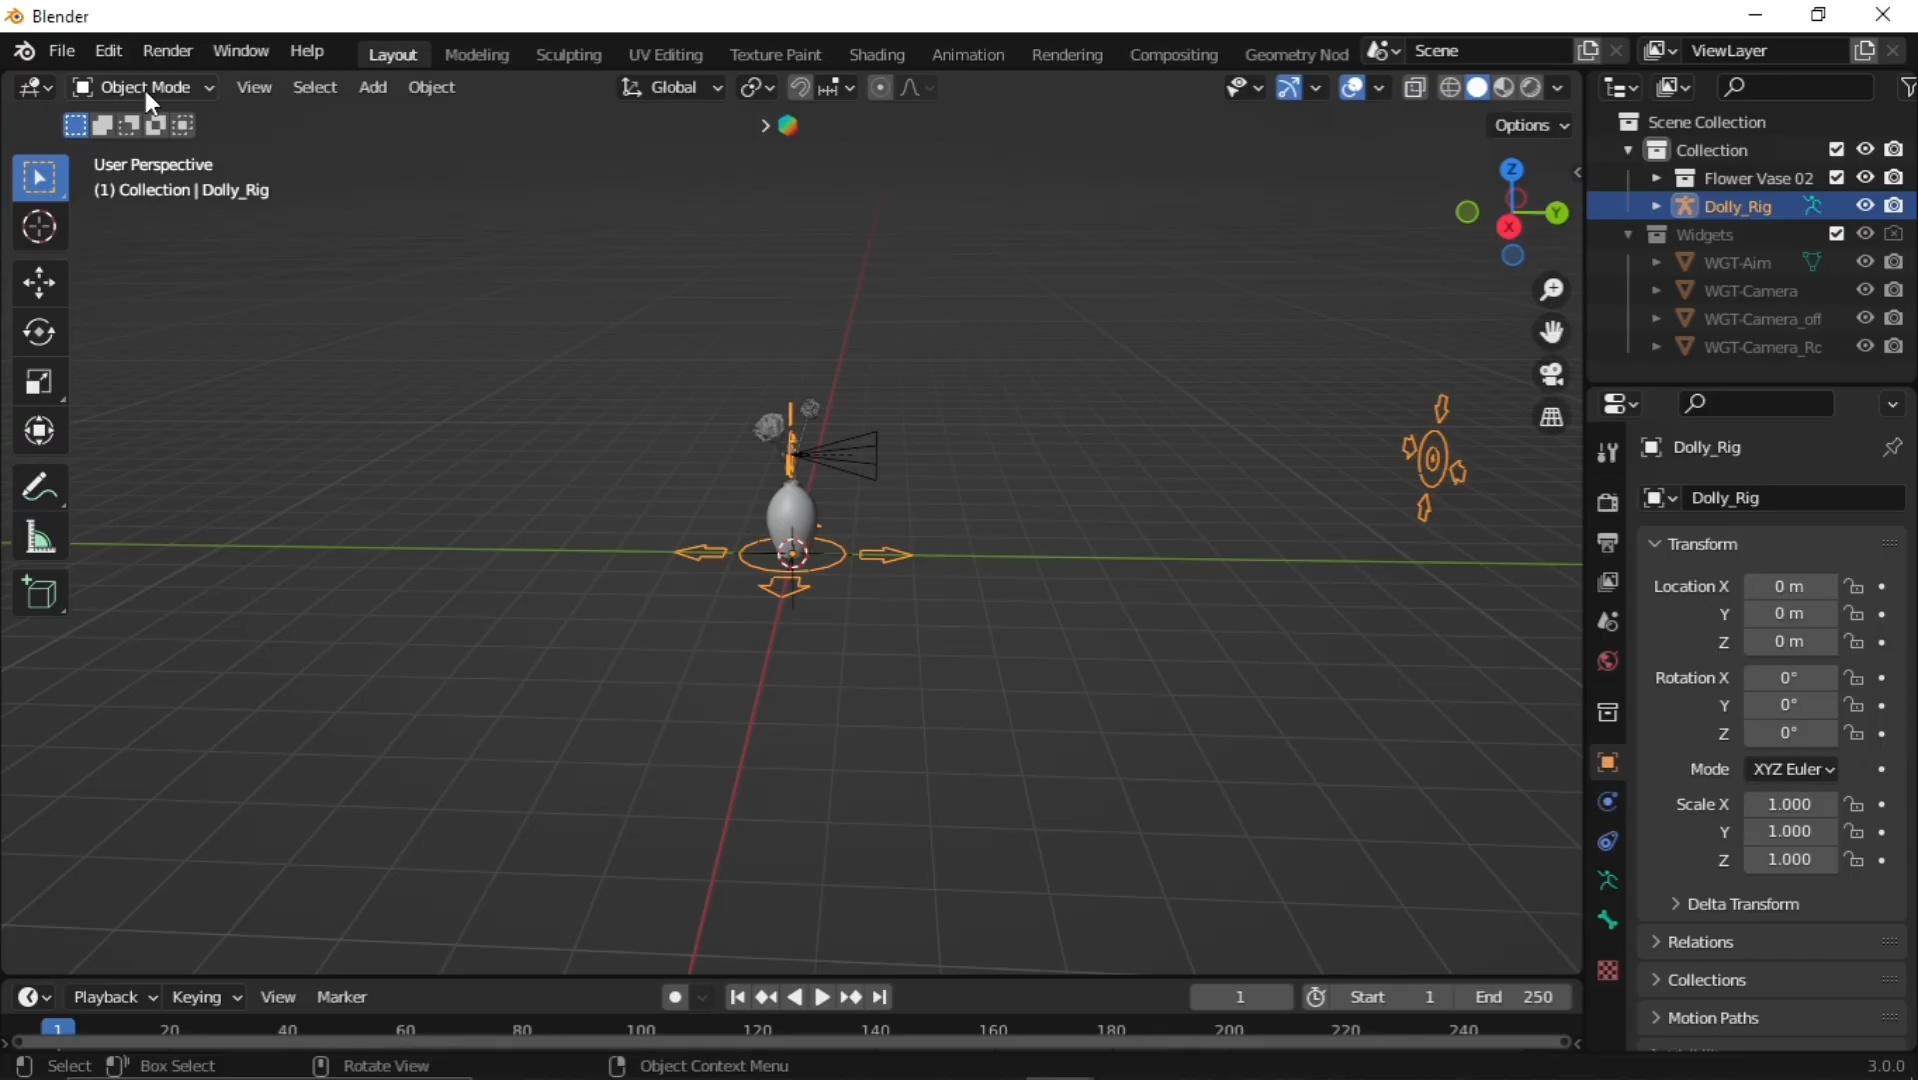 Blender
File Edit Render Window Help Layout Modeling Sculpting UV Editing Texture Paint Shading Animation Rendering Compositing Geometry Nod Scene ViewLayer
Object Mode View Select Add Object Global
Options
User Perspective
(1) Collection | Dolly_Rig
Z
Y
X
Scene Collection
Collection
Flower Vase 02
Dolly_Rig
Widgets
WGT-Aim
WGT-Camera
WGT-Camera_off
WGT-Camera_Rc
Dolly_Rig
Dolly_Rig
Transform
Location X 0 m
Y 0 m
Z 0 m
Rotation X 0°
Y 0°
Z 0°
Mode XYZ Euler
Scale X 1.000
Y 1.000
Z 1.000
Delta Transform
Relations
Collections
Motion Paths
Playback Keying View Marker 1 Start 1 End 250
1 20 40 60 80 100 120 140 160 180 200 220 240
Select Box Select Rotate View Object Context Menu 3.0.0